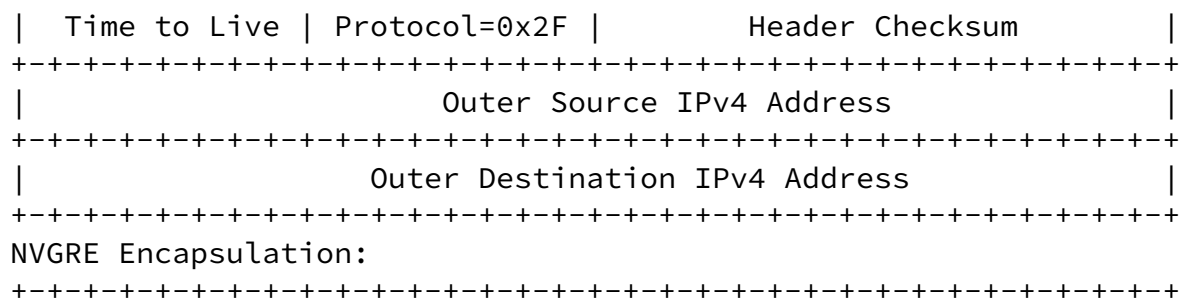 |  Time to Live | Protocol=0x2F |        Header Checksum        |
+-+-+-+-+-+-+-+-+-+-+-+-+-+-+-+-+-+-+-+-+-+-+-+-+-+-+-+-+-+-+-+-+
|                       Outer Source IPv4 Address               |
+-+-+-+-+-+-+-+-+-+-+-+-+-+-+-+-+-+-+-+-+-+-+-+-+-+-+-+-+-+-+-+-+
|                   Outer Destination IPv4 Address              |
+-+-+-+-+-+-+-+-+-+-+-+-+-+-+-+-+-+-+-+-+-+-+-+-+-+-+-+-+-+-+-+-+
NVGRE Encapsulation:
+-+-+-+-+-+-+-+-+-+-+-+-+-+-+-+-+-+-+-+-+-+-+-+-+-+-+-+-+-+-+-+-+